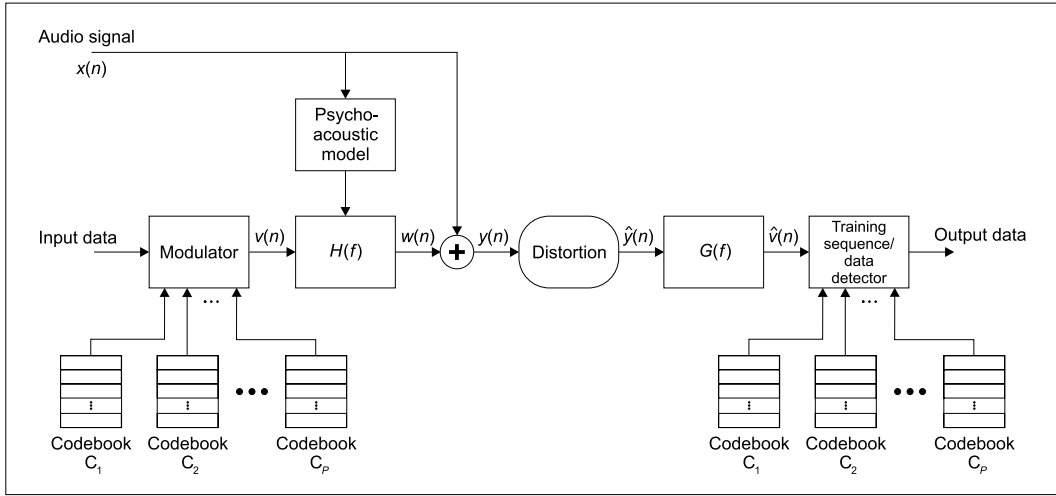 Audio signal
x(n)
Psycho-
acoustic
model
Input data
Modulator
v(n)
H(f)
w(n)
+
y(n)
Distortion
ŷ(n)
G(f)
v̂(n)
Training
sequence/
data
detector
Output data
...
...
Codebook
C1
Codebook
C2
Codebook
CP
Codebook
C1
Codebook
C2
Codebook
CP